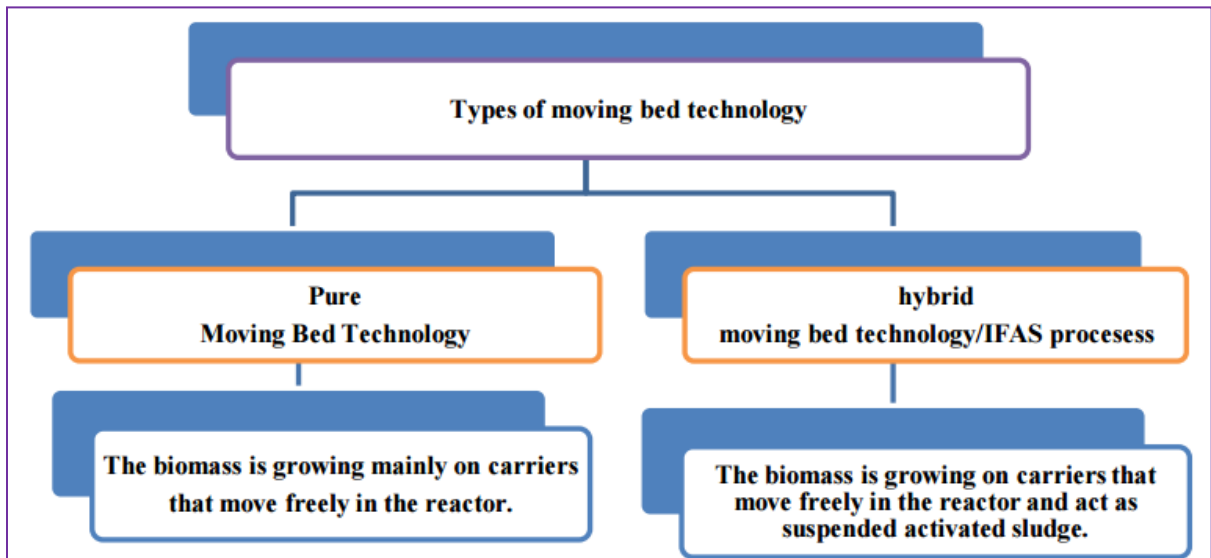 Types of moving bed technology
Pure
Moving Bed Technology
hybrid
moving bed technology/IFAS procesess
The biomass is growing mainly on carriers
that move freely in the reactor.
The biomass is growing on carriers that
move freely in the reactor and act as
suspended activated sludge.